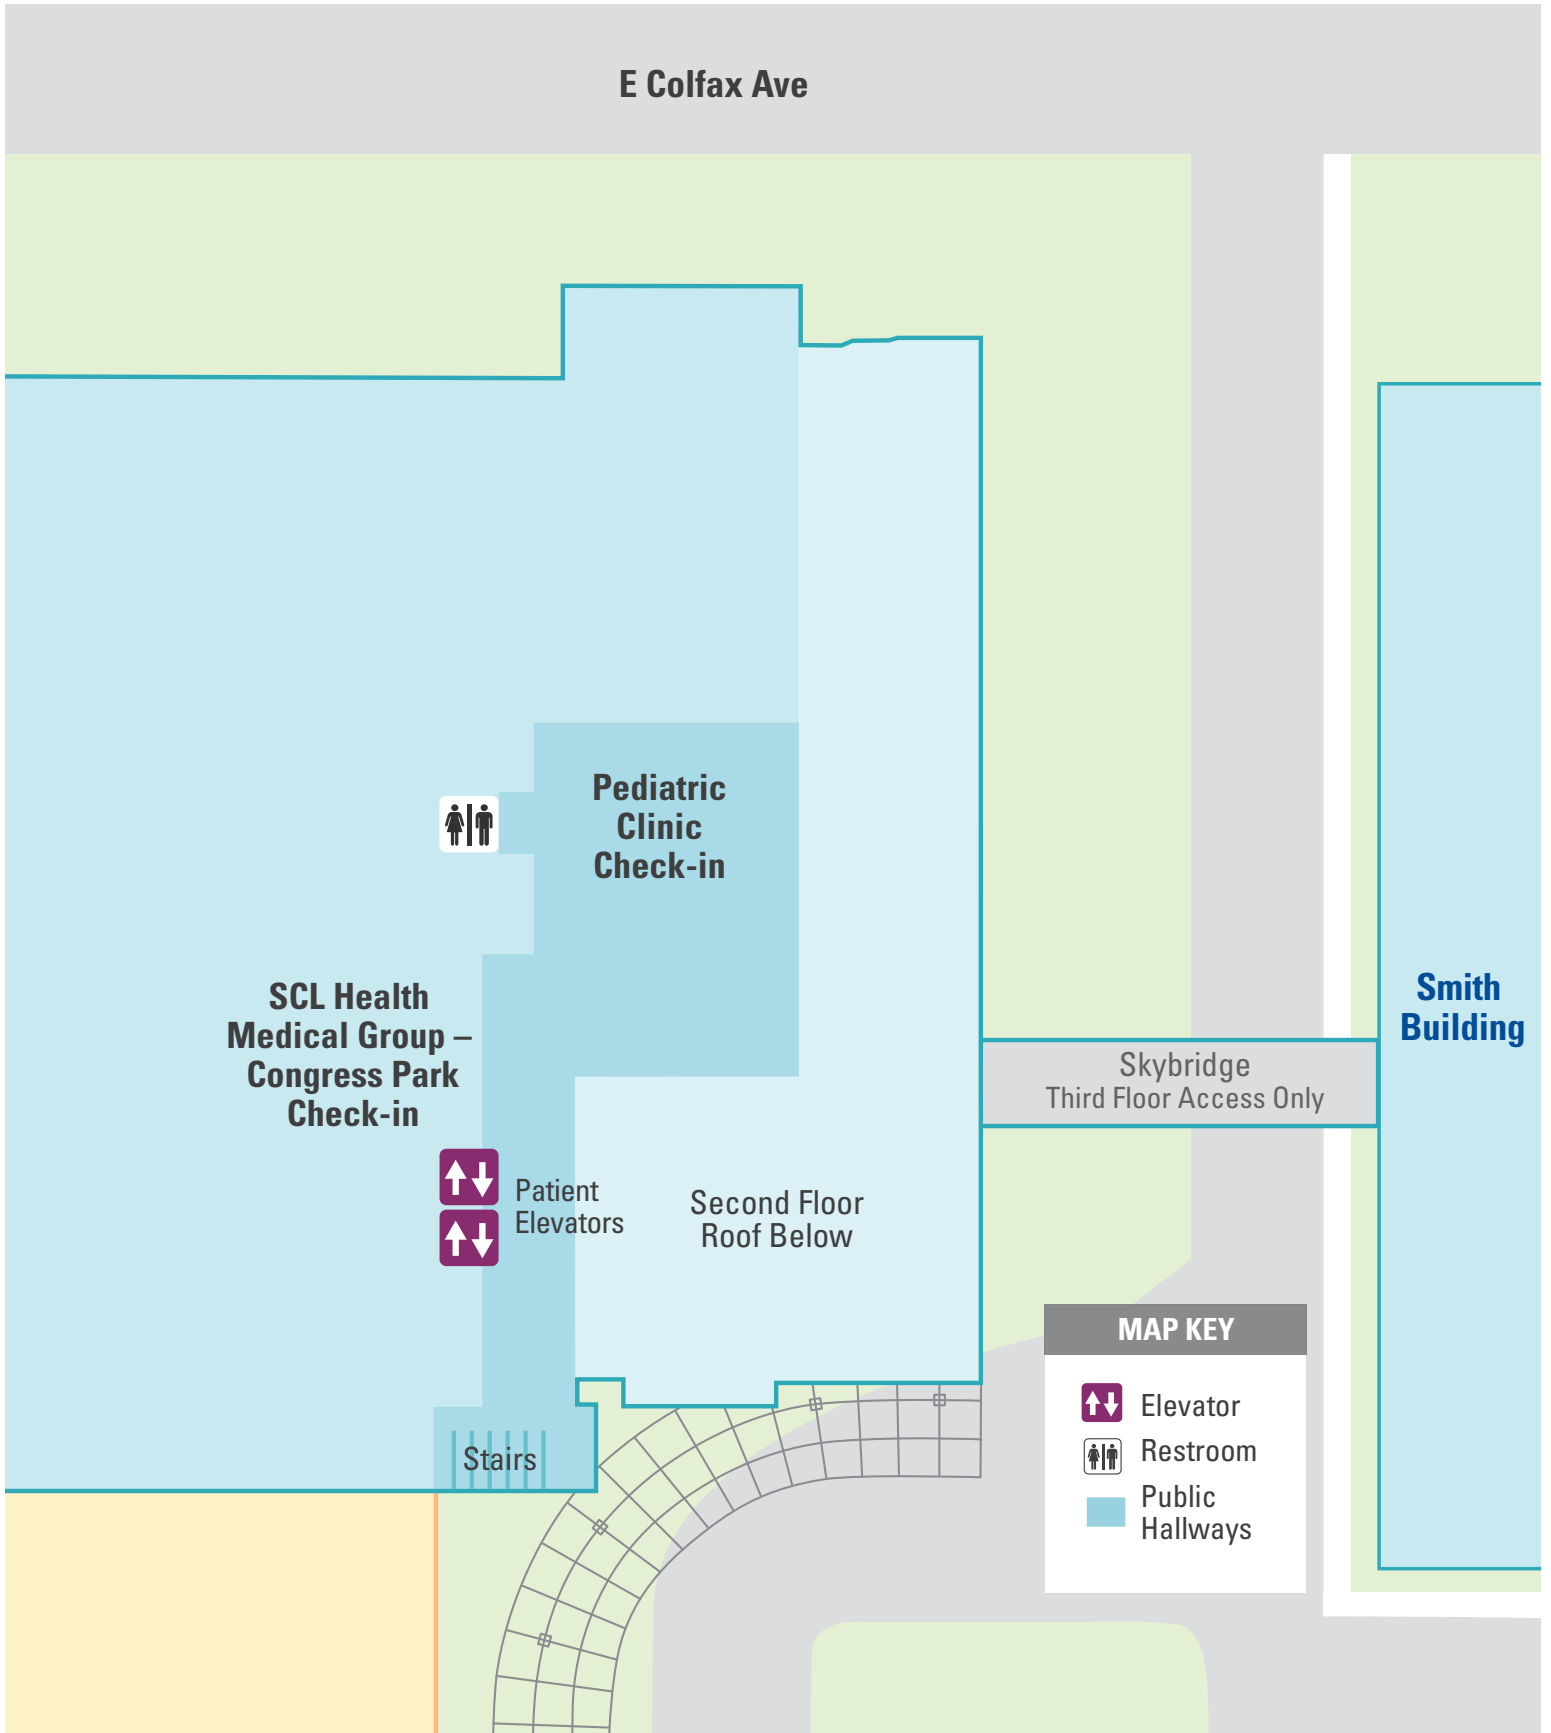 E Colfax Ave
Pediatric
Clinic
Check-in
SCL Health
Medical Group –
Congress Park
Check-in
Smith
Building
Skybridge
Third Floor Access Only
Patient
Elevators
Second Floor
Roof Below
Stairs
MAP KEY
Elevator
Restroom
Public
Hallways